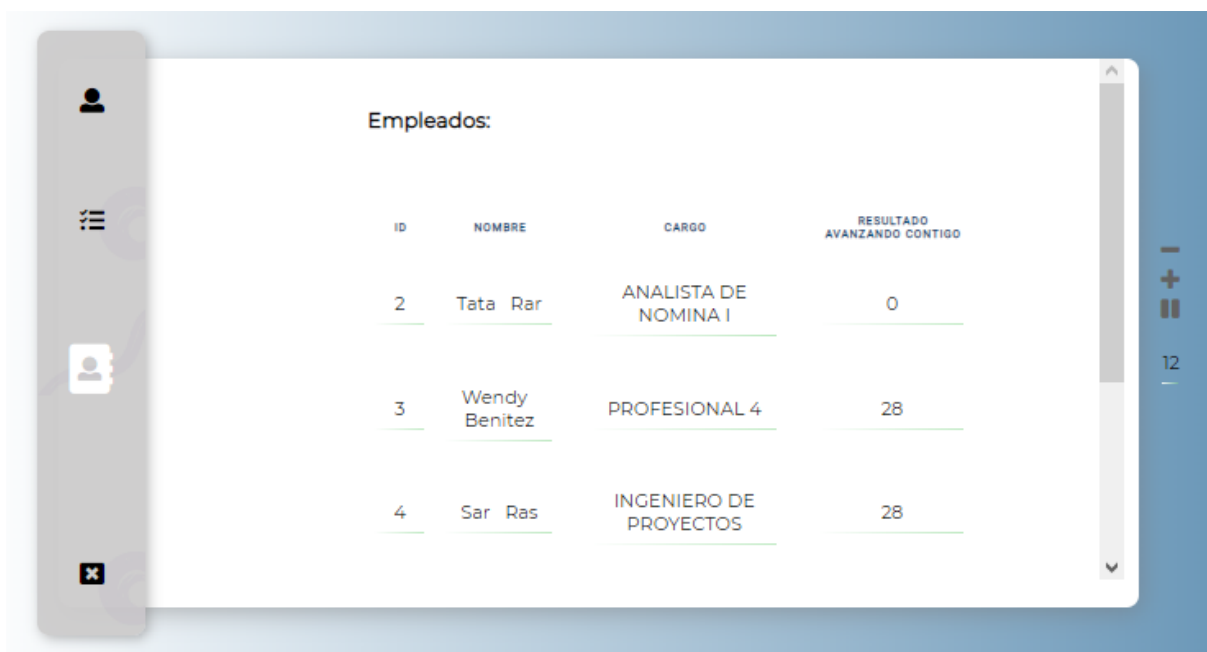 Empleados:
ID NOMBRE CARGO RESULTADO
AVANZANDO CONTIGO
2 Tata Rar ANALISTA DE
NOMINA I 0
3 Wendy
Benitez PROFESIONAL 4 28
4 Sar Ras INGENIERO DE
PROYECTOS 28
12